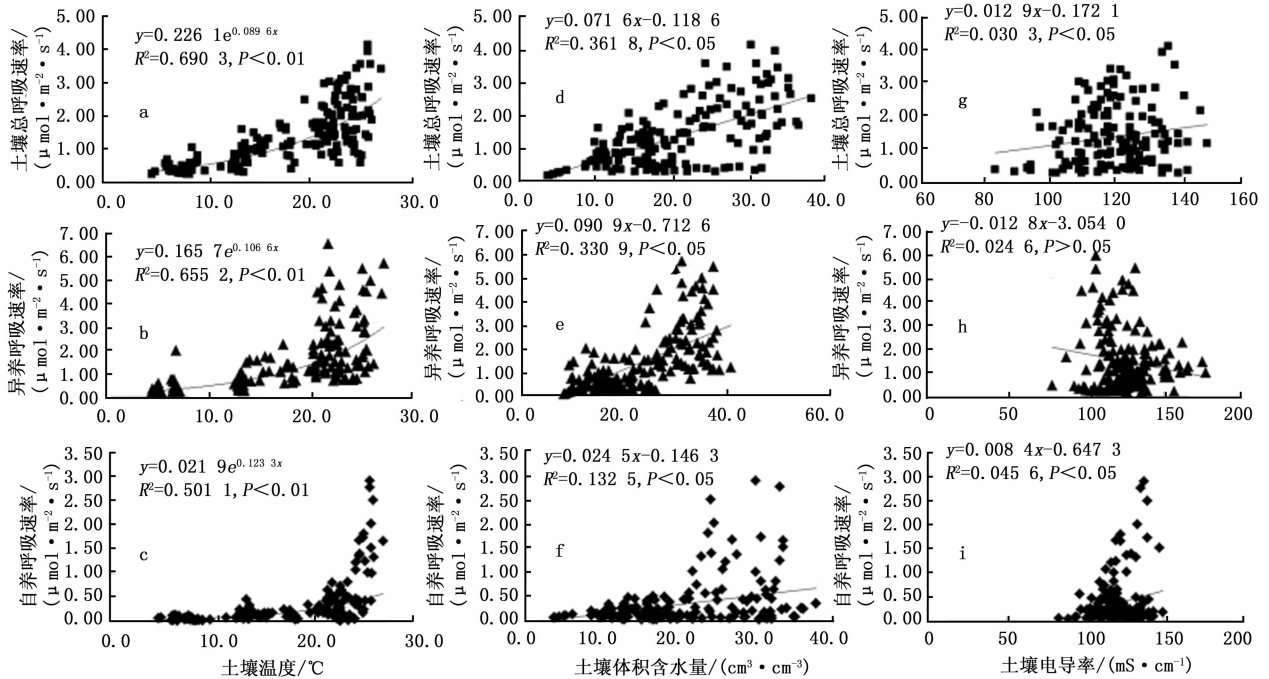 5.00
4.00
3.00
2.00
1.00
0.00
土壤总呼吸速率/
(μmol·m⁻²·s⁻¹)
y=0.226 1e^0.089 6x
R²=0.690 3,P<0.01
a
0.0
10.0
20.0
30.0
5.00
4.00
3.00
2.00
1.00
0.00
土壤总呼吸速率/
(μmol·m⁻²·s⁻¹)
y=0.071 6x−0.118 6
R²=0.361 8,P<0.05
d
0.0
10.0
20.0
30.0
40.0
5.00
4.00
3.00
2.00
1.00
0.00
土壤总呼吸速率/
(μmol·m⁻²·s⁻¹)
y=0.012 9x−0.172 1
R²=0.030 3,P<0.05
g
60
80
100
120
140
160
7.00
6.00
5.00
4.00
3.00
2.00
1.00
0.00
异养呼吸速率/
(μmol·m⁻²·s⁻¹)
y=0.165 7e^0.106 6x
R²=0.655 2,P<0.01
b
0.0
10.0
20.0
30.0
7.00
6.00
5.00
4.00
3.00
2.00
1.00
0.00
异养呼吸速率/
(μmol·m⁻²·s⁻¹)
y=0.090 9x−0.712 6
R²=0.330 9,P<0.05
e
0.0
20.0
40.0
60.0
7.00
6.00
5.00
4.00
3.00
2.00
1.00
0.00
异养呼吸速率/
(μmol·m⁻²·s⁻¹)
y=−0.012 8x−3.054 0
R²=0.024 6,P>0.05
h
0
50
100
150
200
3.50
3.00
2.50
2.00
1.50
1.00
0.50
0.00
自养呼吸速率/
(μmol·m⁻²·s⁻¹)
y=0.021 9e^0.123 3x
R²=0.501 1,P<0.01
c
0.0
10.0
20.0
30.0
土壤温度/℃
3.50
3.00
2.50
2.00
1.50
1.00
0.50
0.00
自养呼吸速率/
(μmol·m⁻²·s⁻¹)
y=0.024 5x−0.146 3
R²=0.132 5,P<0.05
f
0.0
10.0
20.0
30.0
40.0
土壤体积含水量/(cm³·cm⁻³)
3.50
3.00
2.50
2.00
1.50
1.00
0.50
0.00
自养呼吸速率/
(μmol·m⁻²·s⁻¹)
y=0.008 4x−0.647 3
R²=0.045 6,P<0.05
i
0
50
100
150
200
土壤电导率/(mS·cm⁻¹)